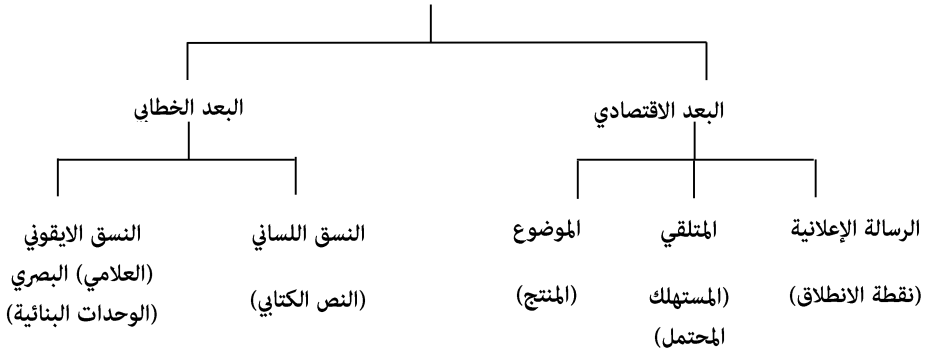 البعد الاقتصادي
البعد الخطابي
الرسالة الإعلانية
(نقطة الانطلاق)
المتلقي
(المستهلك
المحتمل)
الموضوع
(المنتج)
النسق اللساني
(النص الكتابي)
النسق الايقوني
(العلامي) البصري
(الوحدات البنائية)